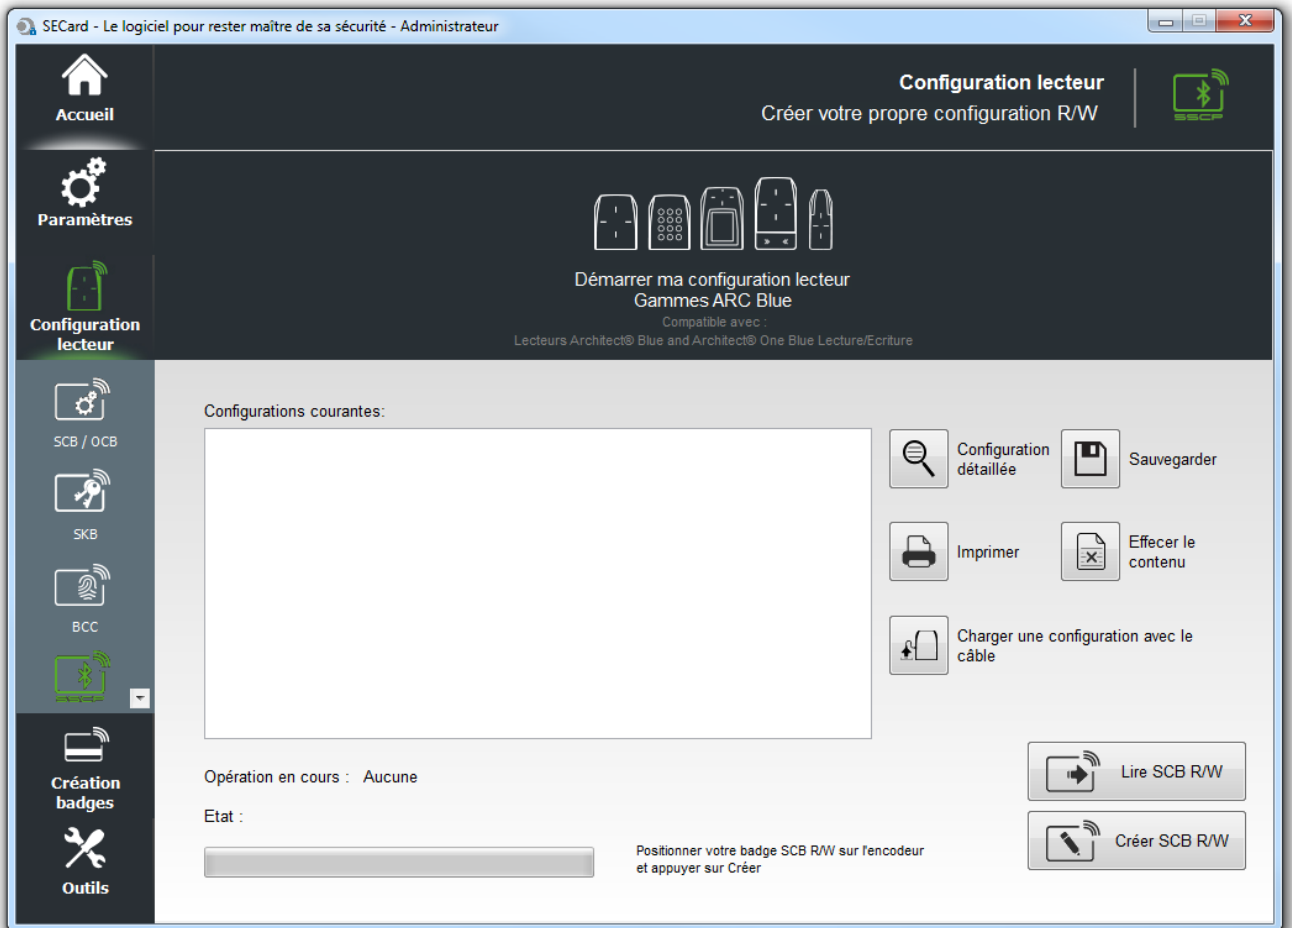 SECard - Le logiciel pour rester maître de sa sécurité - Administrateur
Accueil
Configuration lecteur
Créer votre propre configuration R/W
SSCP
Paramètres
Démarrer ma configuration lecteur
Gammes ARC Blue
Compatible avec :
Lecteurs Architect® Blue and Architect® One Blue Lecture/Ecriture
Configuration
lecteur
SCB / OCB
SKB
BCC
SSCP
Création
badges
Outils
Configurations courantes:
Configuration
détaillée
Sauvegarder
Imprimer
Effecer le
contenu
Charger une configuration avec le
câble
Opération en cours : Aucune
Etat :
Positionner votre badge SCB R/W sur l'encodeur
et appuyer sur Créer
Lire SCB R/W
Créer SCB R/W